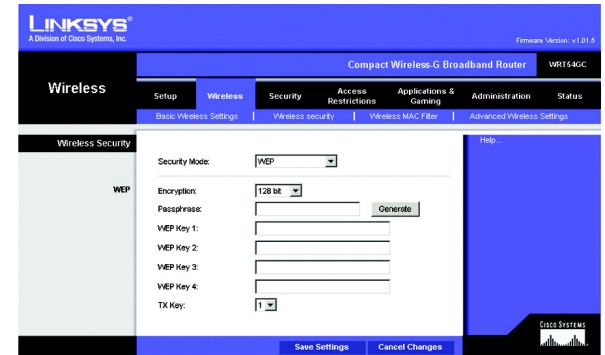 LINKSYS®
A Division of Cisco Systems, Inc.
Firmware Version: v1.01.5
Compact Wireless-G Broadband Router WRT54GC
Wireless
Setup Wireless Security Access Restrictions Applications & Gaming Administration Status
Basic Wireless Settings | Wireless security | Wireless MAC Filter | Advanced Wireless Settings
Wireless Security
Help...
Security Mode: WEP
WEP
Encryption: 128 bit
Passphrase: Generate
WEP Key 1:
WEP Key 2:
WEP Key 3:
WEP Key 4:
TX Key: 1
Save Settings Cancel Changes
CISCO SYSTEMS